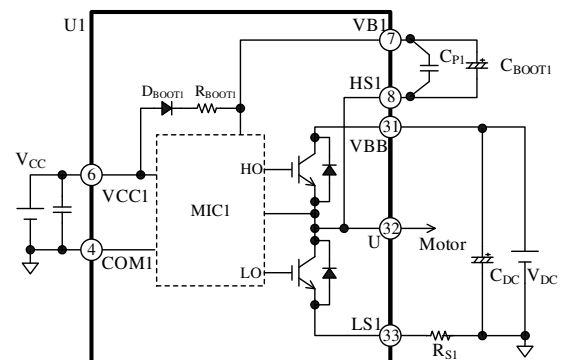 U1
VB1
7
CP1
CBOOT1
DBOOT1
RBOOT1
HS1
8
31
VBB
VCC
6
VCC1
HO
MIC1
32
U
Motor
4
COM1
LO
CDC
VDC
LS1
33
RS1